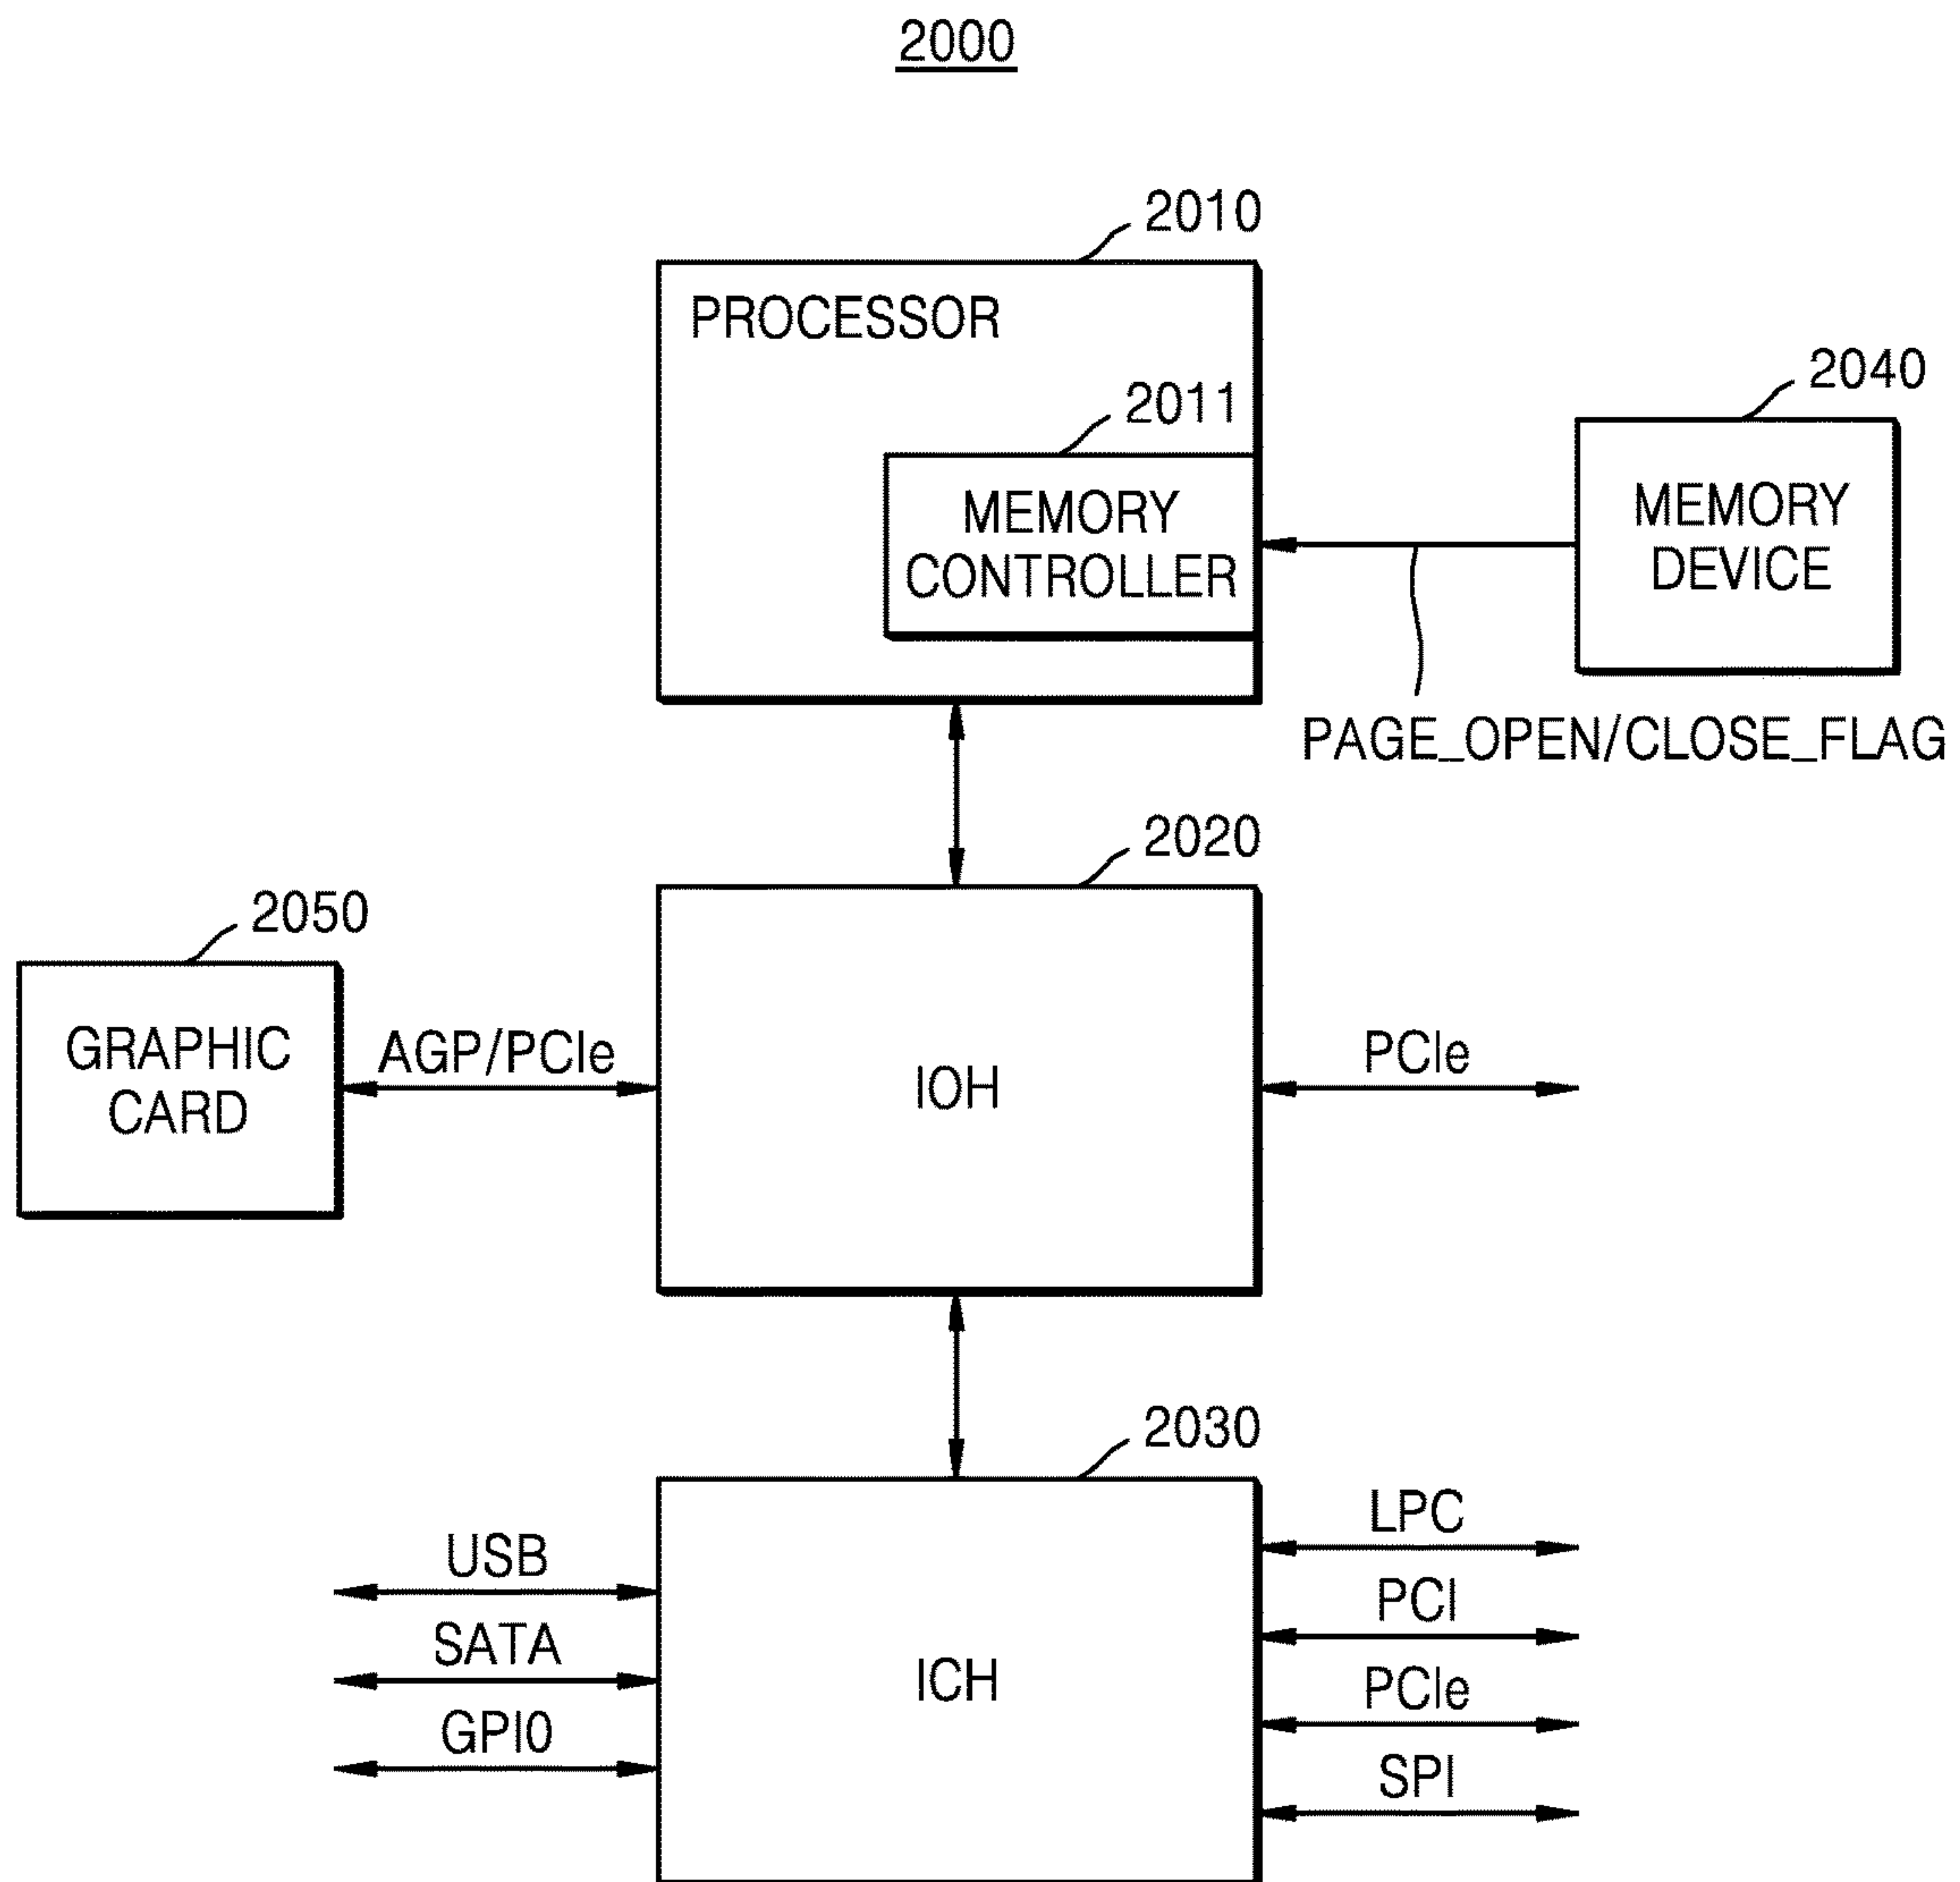 2000
2010
PROCESSOR
2011
2040
MEMORY
CONTROLLER
MEMORY
DEVICE
PAGE_OPEN/CLOSE_FLAG
2020
2050
GRAPHIC
CARD
AGP/PCIe
IOH
PCIe
2030
USB
SATA
GPIO
ICH
LPC
PCI
PCIe
SPI